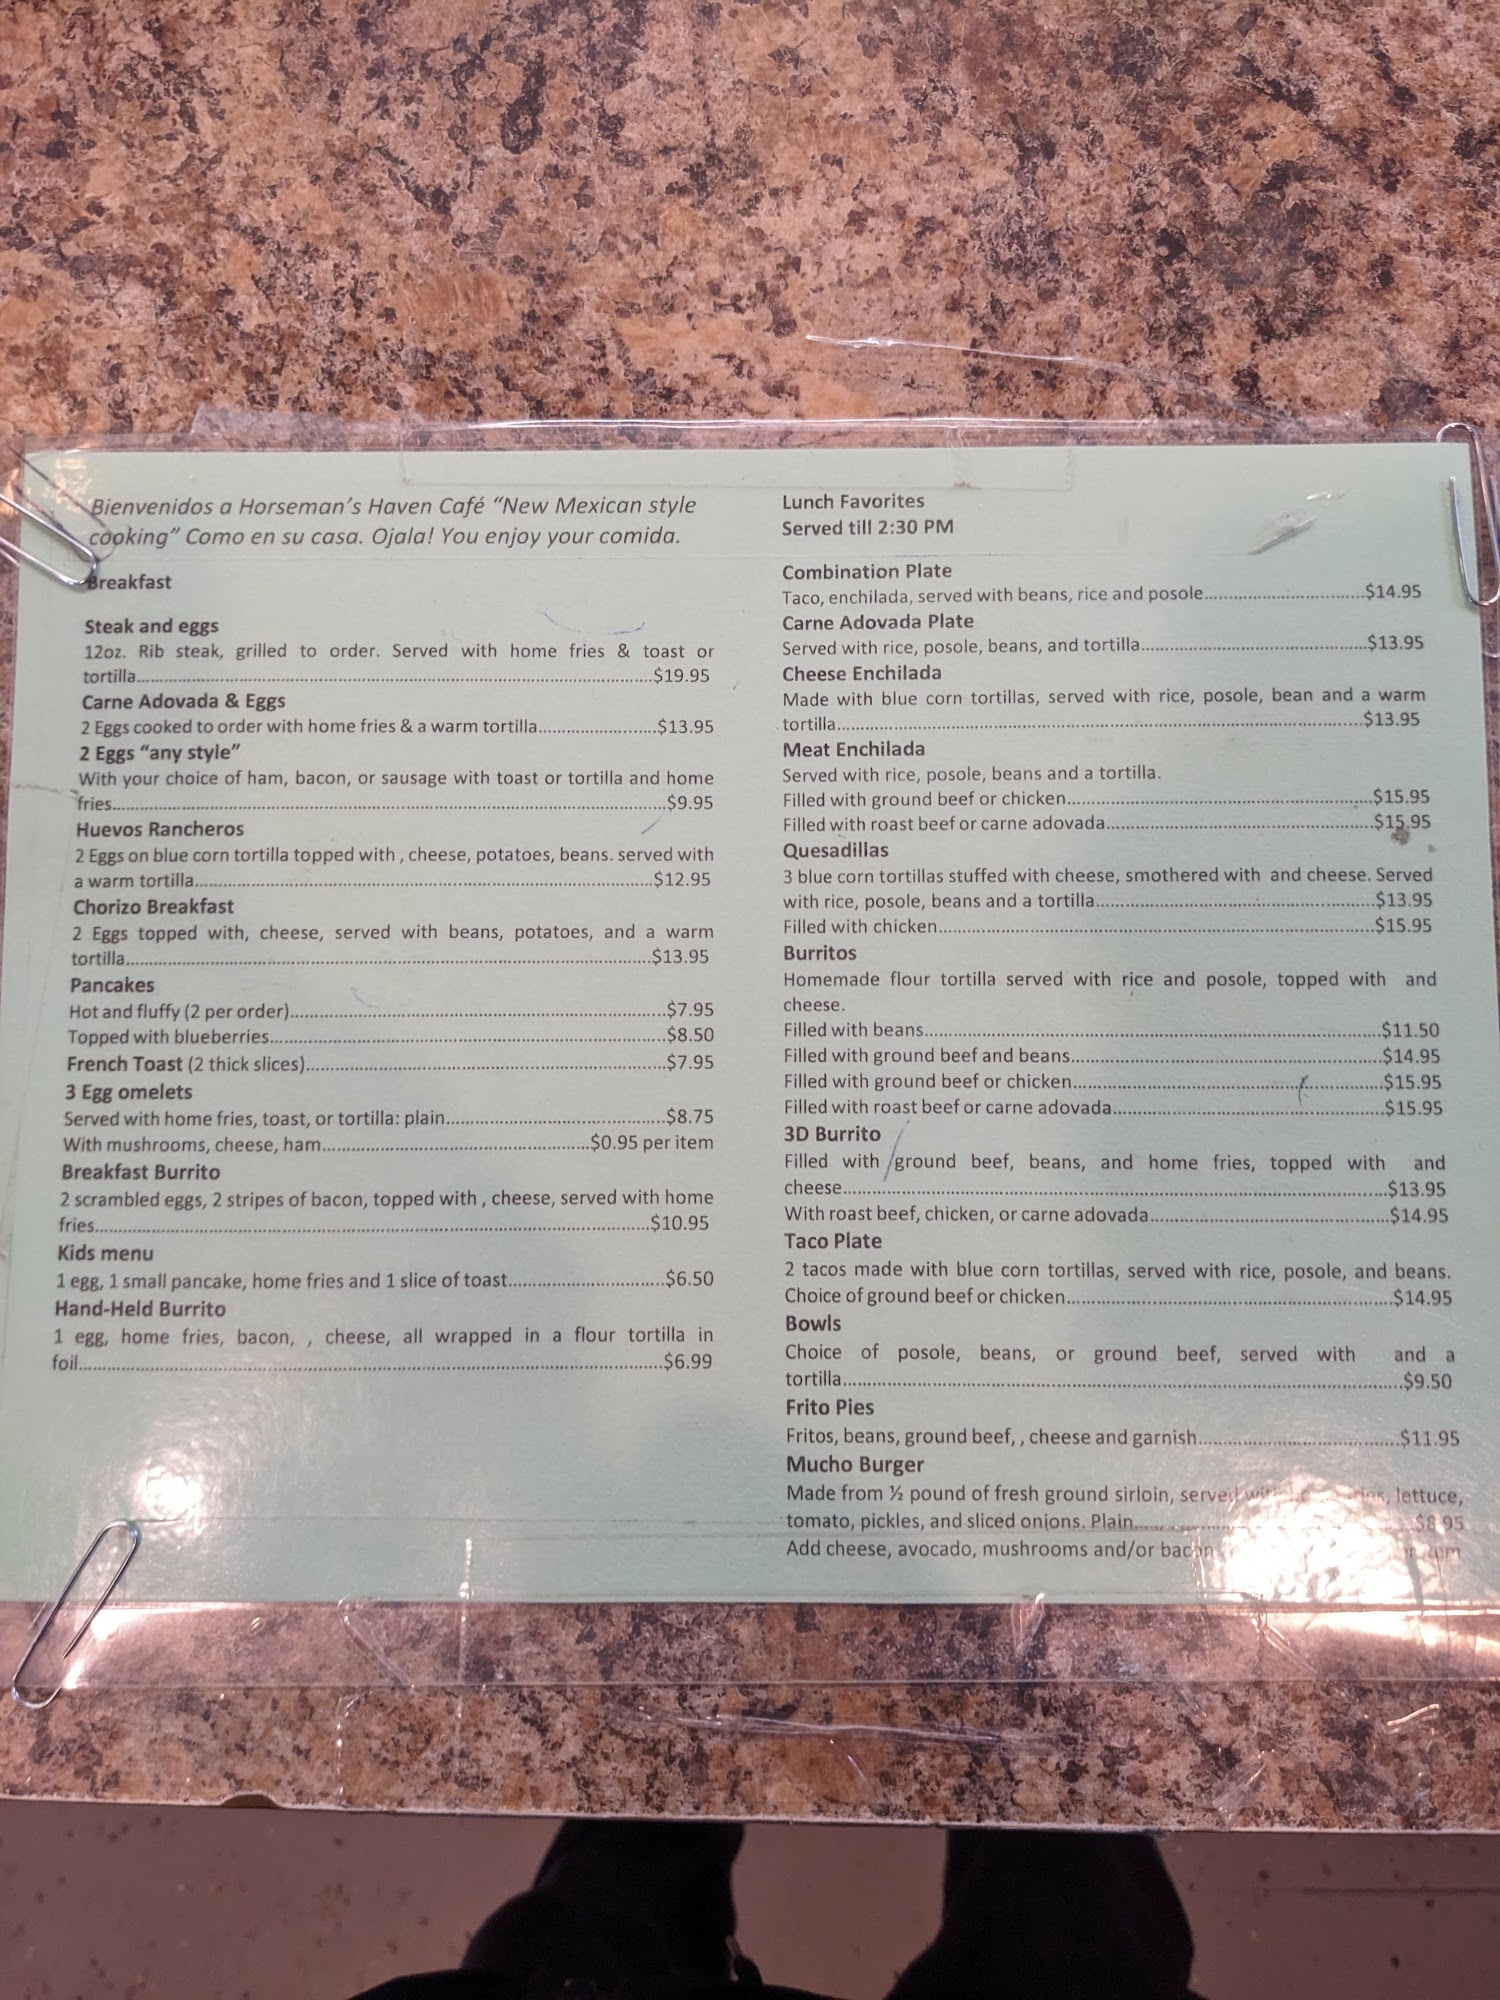 Bienvenidos a Horseman's Haven Café "New Mexican style
cooking" Como en su casa. Ojala! You enjoy your comida.
Breakfast
Steak and eggs
12oz. Rib steak, grilled to order. Served with home fries & toast or
tortilla...$19.95
Carne Adovada & Eggs
2 Eggs cooked to order with home fries & a warm tortilla...$13.95
2 Eggs "any style"
With your choice of ham, bacon, or sausage with toast or tortilla and home
fries...$9.95
Huevos Rancheros
2 Eggs on blue corn tortilla topped with , cheese, potatoes, beans. served with
a warm tortilla...$12.95
Chorizo Breakfast
2 Eggs topped with, cheese, served with beans, potatoes, and a warm
tortilla...$13.95
Pancakes
Hot and fluffy (2 per order)...$7.95
Topped with blueberries...$8.50
French Toast (2 thick slices)...$7.95
3 Egg omelets
Served with home fries, toast, or tortilla: plain...$8.75
With mushrooms, cheese, ham...$0.95 per item
Breakfast Burrito
2 scrambled eggs, 2 stripes of bacon, topped with , cheese, served with home
fries...$10.95
Kids menu
1 egg, 1 small pancake, home fries and 1 slice of toast...$6.50
Hand-Held Burrito
1 egg, home fries, bacon, , cheese, all wrapped in a flour tortilla in
foil...$6.99
Lunch Favorites
Served till 2:30 PM
Combination Plate
Taco, enchilada, served with beans, rice and posole...$14.95
Carne Adovada Plate
Served with rice, posole, beans, and tortilla...$13.95
Cheese Enchilada
Made with blue corn tortillas, served with rice, posole, bean and a warm
tortilla...$13.95
Meat Enchilada
Served with rice, posole, beans and a tortilla.
Filled with ground beef or chicken...$15.95
Filled with roast beef or carne adovada...$15.95
Quesadillas
3 blue corn tortillas stuffed with cheese, smothered with and cheese. Served
with rice, posole, beans and a tortilla...$13.95
Filled with chicken...$15.95
Burritos
Homemade flour tortilla served with rice and posole, topped with and
cheese.
Filled with beans...$11.50
Filled with ground beef and beans...$14.95
Filled with ground beef or chicken...$15.95
Filled with roast beef or carne adovada...$15.95
3D Burrito
Filled with ground beef, beans, and home fries, topped with and
cheese...$13.95
With roast beef, chicken, or carne adovada...$14.95
Taco Plate
2 tacos made with blue corn tortillas, served with rice, posole, and beans.
Choice of ground beef or chicken...$14.95
Bowls
Choice of posole, beans, or ground beef, served with and a
tortilla...$9.50
Frito Pies
Fritos, beans, ground beef, , cheese and garnish...$11.95
Mucho Burger
Made from ½ pound of fresh ground sirloin, served with lettuce,
tomato, pickles, and sliced onions. Plain...$8.95
Add cheese, avocado, mushrooms and/or bacon